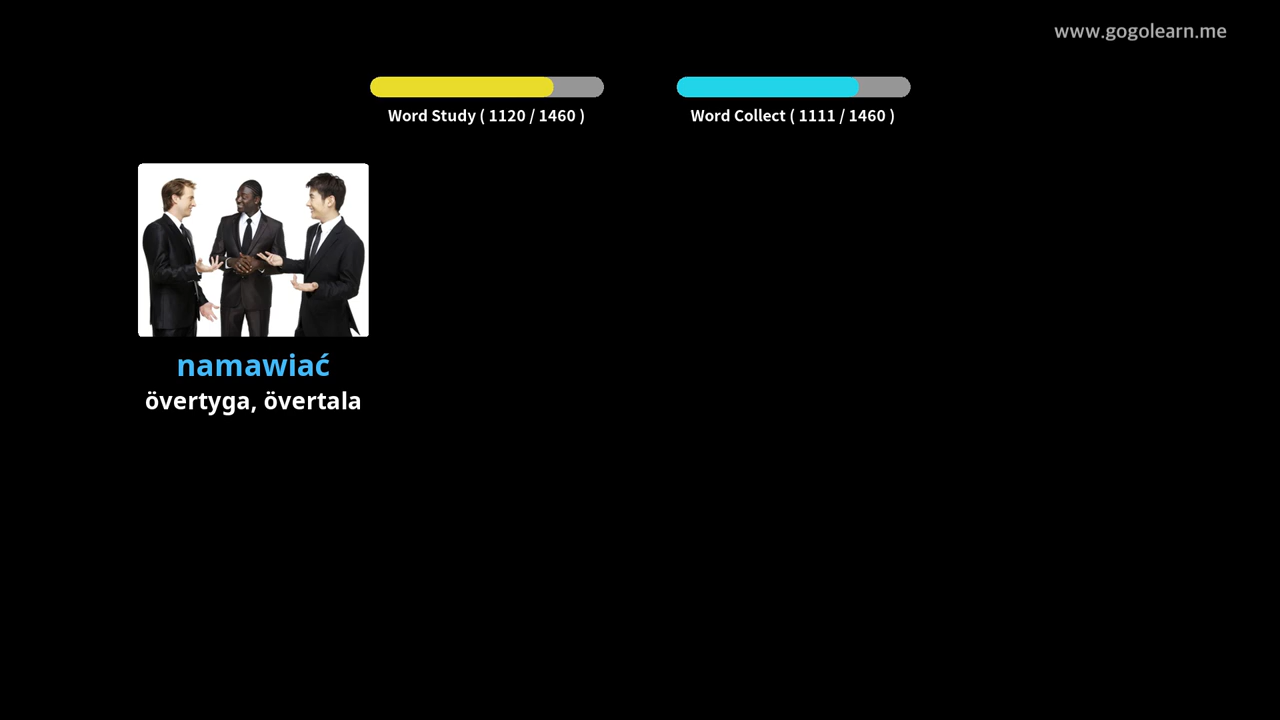 www.gogolearn.me
Word Study ( 1120 / 1460 )
Word Collect ( 1111 / 1460 )
namawiać
övertyga, övertala